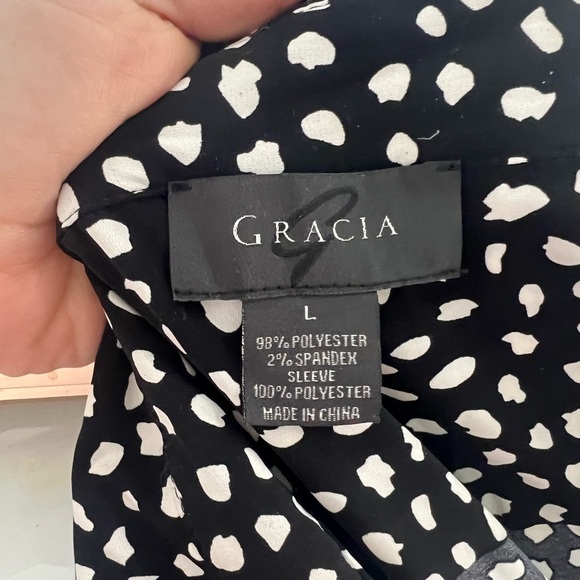 GRACIA
L
98% POLYESTER
2% SPANDEX
SLEEVE
100% POLYESTER
MADE IN CHINA